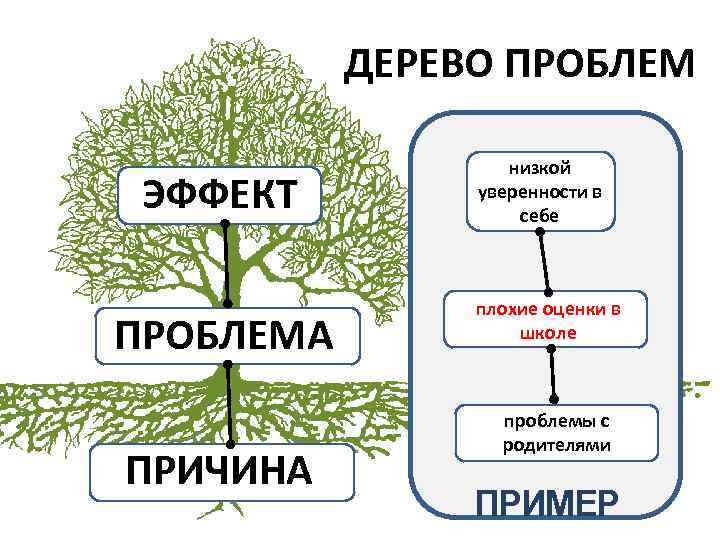 ДЕРЕВО ПРОБЛЕМ
ЭФФЕКТ
ПРОБЛЕМА
ПРИЧИНА
низкой
уверенности в
себе
плохие оценки в
школе
проблемы с
родителями
ПРИМЕР